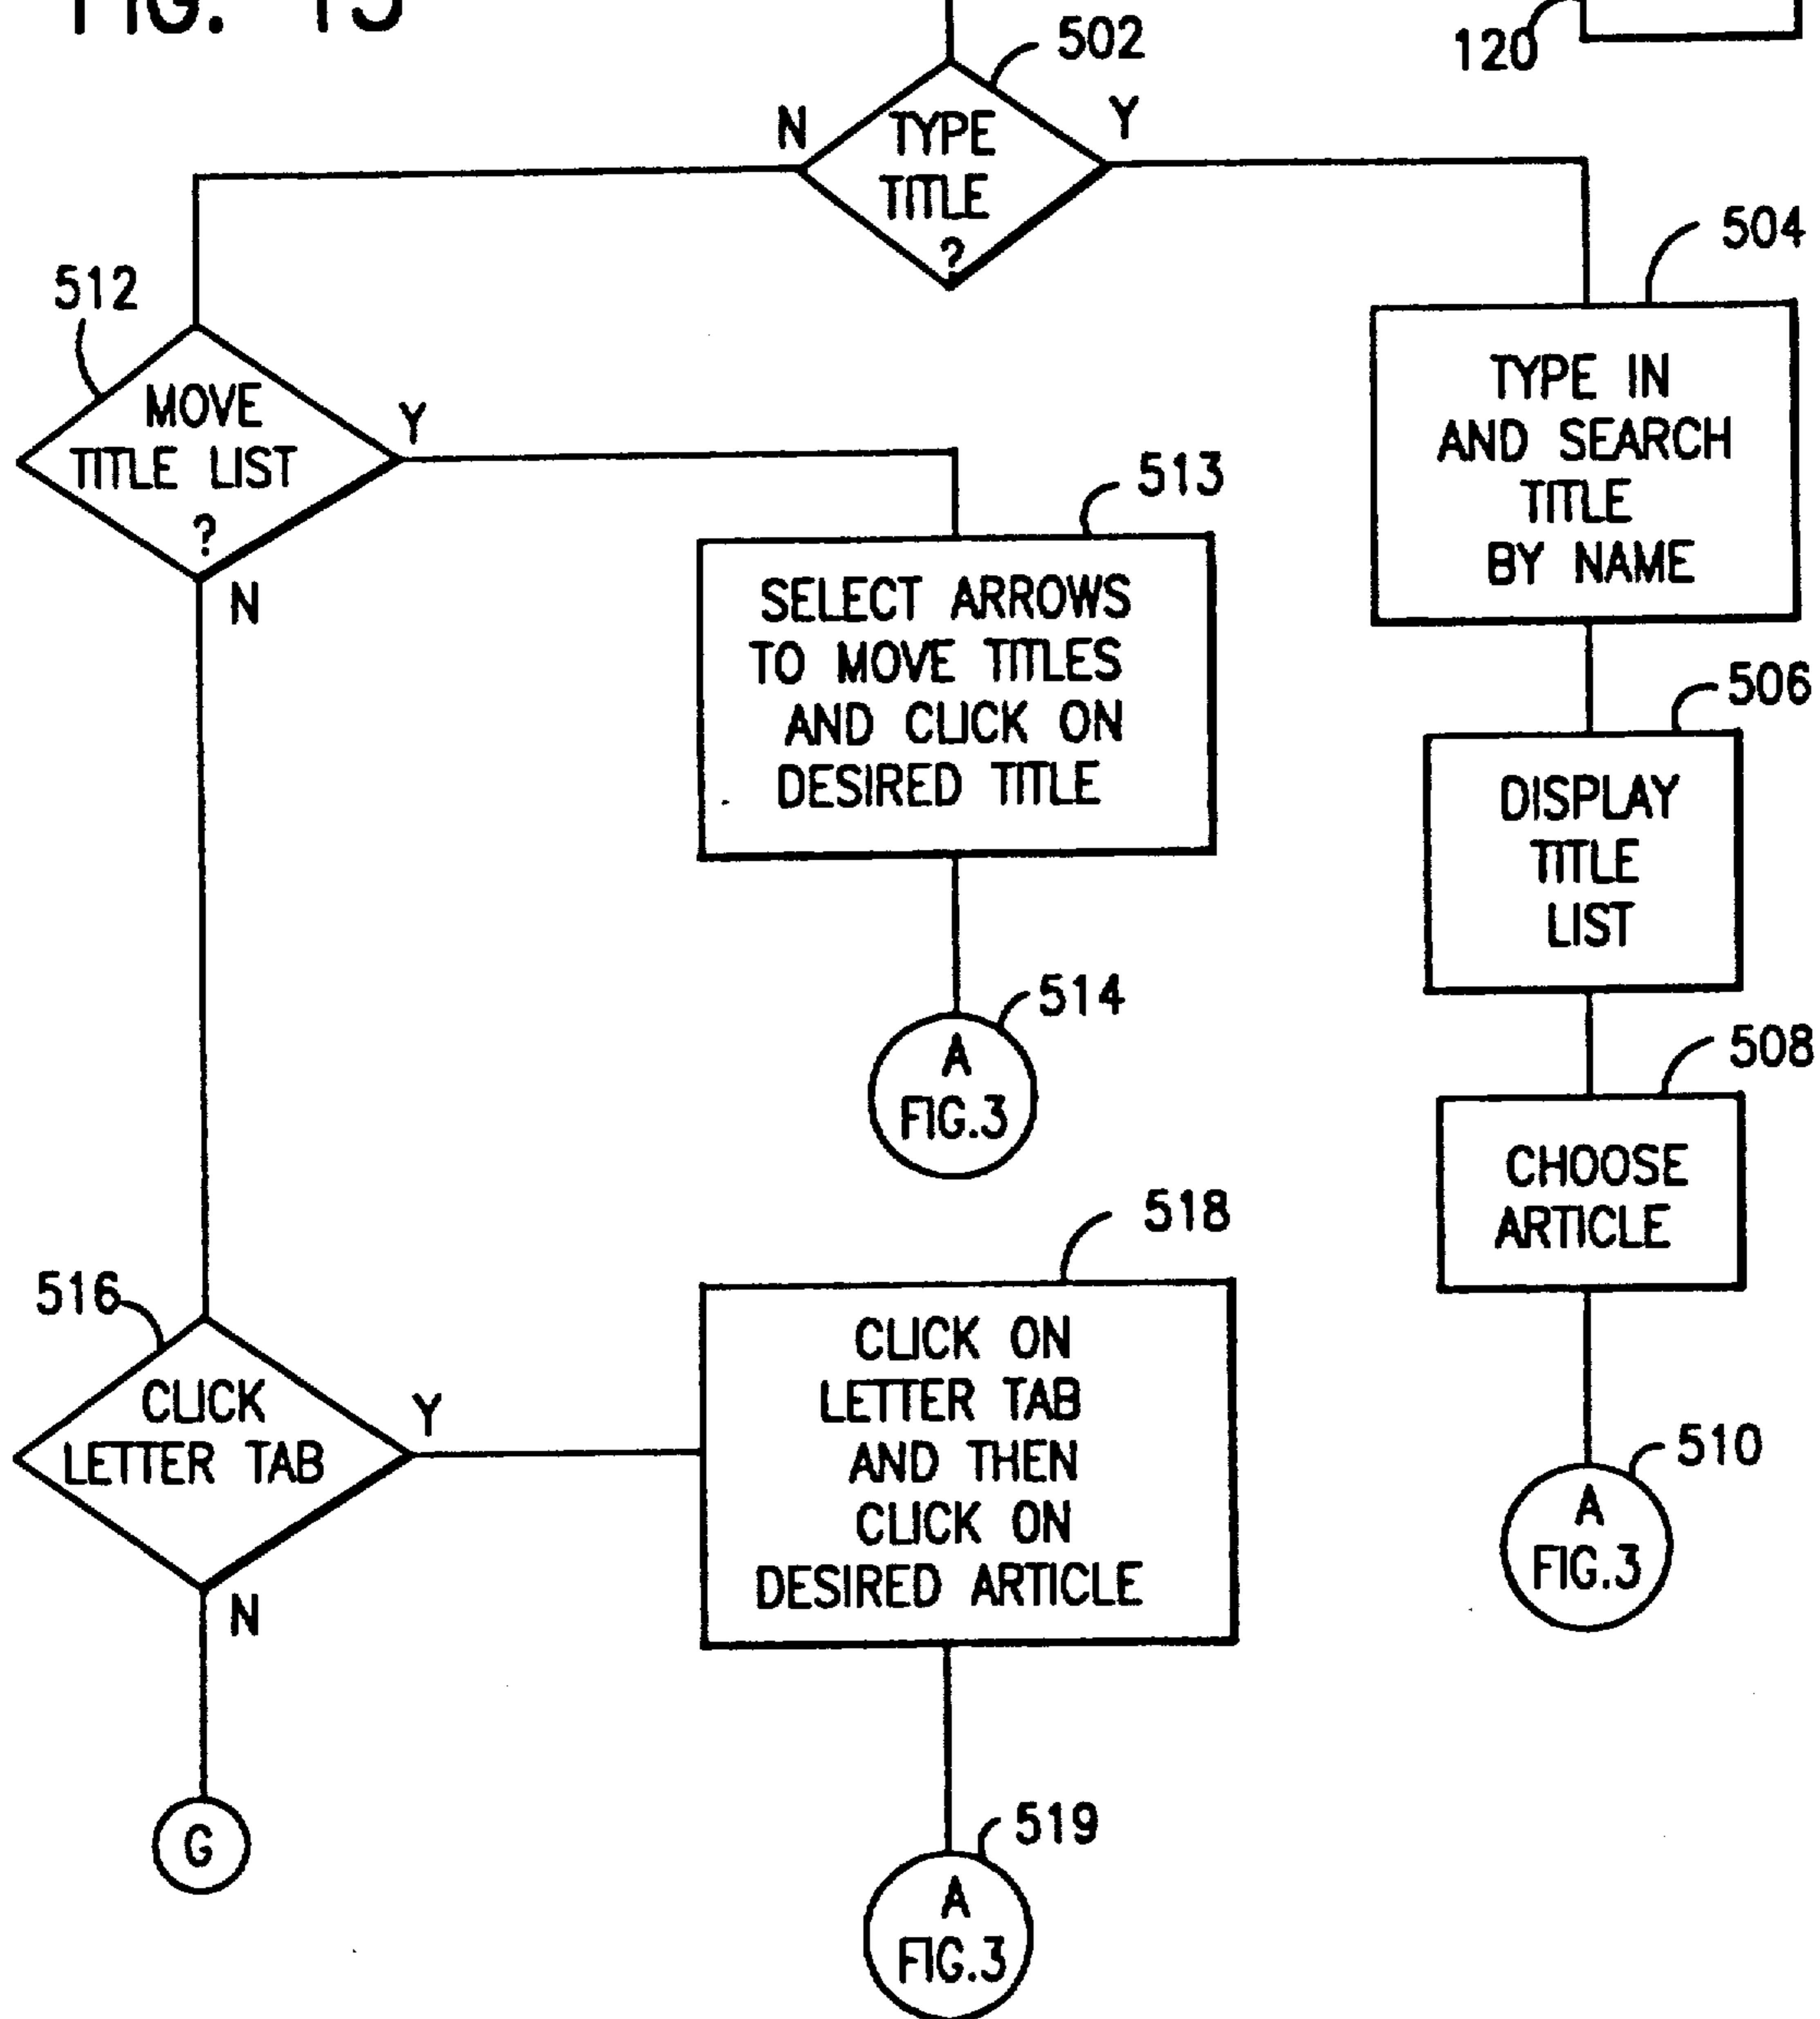 FIG. 15
120
502
N
Y
TYPE
TITLE
?
504
TYPE IN
AND SEARCH
TITLE
BY NAME
512
MOVE
TITLE LIST
?
Y
N
513
SELECT ARROWS
TO MOVE TITLES
AND CLICK ON
DESIRED TITLE
506
DISPLAY
TITLE
LIST
514
A
FIG.3
508
CHOOSE
ARTICLE
516
CLICK
LETTER TAB
Y
N
518
CLICK ON
LETTER TAB
AND THEN
CLICK ON
DESIRED ARTICLE
510
A
FIG.3
G
519
A
FIG.3